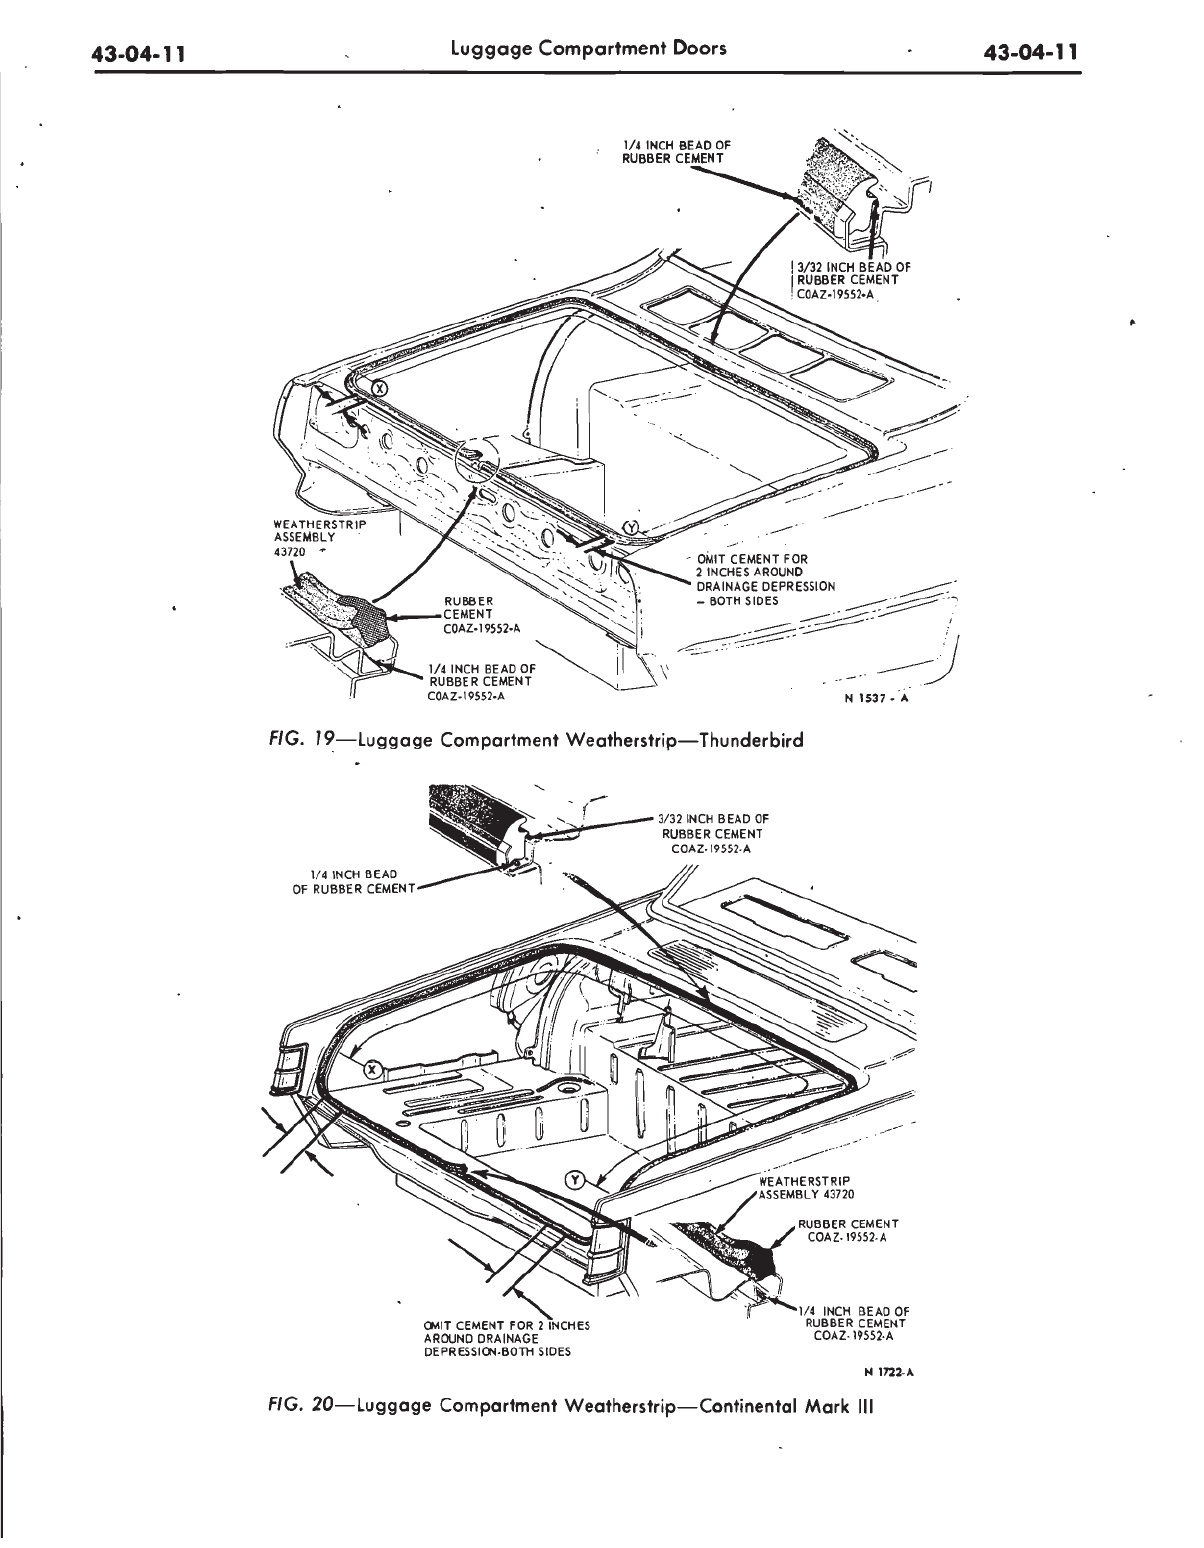 43-04-11 Luggage Compartment Doors 43-04-11
1/4 INCH BEAD OF
RUBBER CEMENT
3/32 INCH BEAD OF
RUBBER CEMENT
COAZ-19552-A
X
Y
WEATHERSTRIP
ASSEMBLY
43720
OMIT CEMENT FOR
2 INCHES AROUND
DRAINAGE DEPRESSION
- BOTH SIDES
RUBBER
CEMENT
COAZ-19552-A
1/4 INCH BEAD OF
RUBBER CEMENT
COAZ-19552-A
N 1537 - A
FIG. 19—Luggage Compartment Weatherstrip—Thunderbird
3/32 INCH BEAD OF
RUBBER CEMENT
COAZ-19552-A
1/4 INCH BEAD
OF RUBBER CEMENT
X
Y
WEATHERSTRIP
ASSEMBLY 43720
RUBBER CEMENT
COAZ-19552-A
1/4 INCH BEAD OF
RUBBER CEMENT
COAZ-19552-A
OMIT CEMENT FOR 2 INCHES
AROUND DRAINAGE
DEPRESSION-BOTH SIDES
N 1722-A
FIG. 20—Luggage Compartment Weatherstrip—Continental Mark III